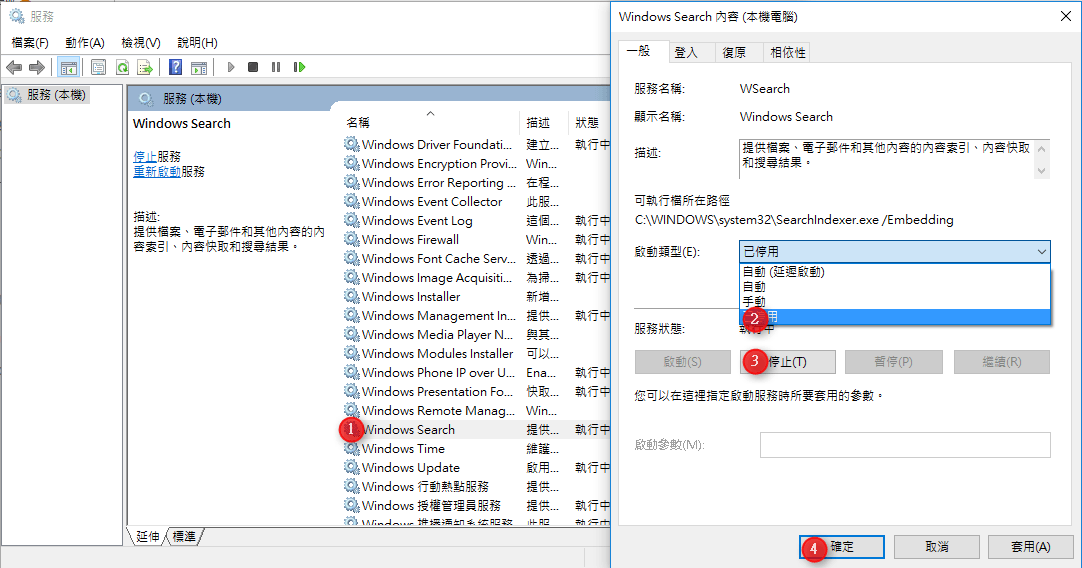 服務
檔案(F) 動作(A) 檢視(V) 說明(H)
服務 (本機)
服務 (本機)
Windows Search
停止服務
重新啟動服務
描述:
提供檔案、電子郵件和其他內容的內
容索引、內容快取和搜尋結果。
名稱 描述 狀態
Windows Driver Foundati... 建立... 執行中
Windows Encryption Provi... Win...
Windows Error Reporting ... 在程...
Windows Event Collector 此服...
Windows Event Log 這個... 執行中
Windows Firewall Win... 執行中
Windows Font Cache Serv... 透過... 執行中
Windows Image Acquisiti... 為掃... 執行中
Windows Installer 新增...
Windows Management In... 提供... 執行中
Windows Media Player N... 與其...
Windows Modules Installer 可以...
Windows Phone IP over U... Ena... 執行中
Windows Presentation Fo... 快取... 執行中
Windows Remote Manag... Win...
1 Windows Search 提供... 執行中
Windows Time 維護...
Windows Update 啟用... 執行中
Windows 行動熱點服務 提供...
Windows 授權管理員服務 提供... 執行中
Windows 推播通知系統服務 此服... 執行中
延伸 標準
Windows Search 內容 (本機電腦)
一般 登入 復原 相依性
服務名稱: WSearch
顯示名稱: Windows Search
描述: 提供檔案、電子郵件和其他內容的內容索引、內容快取
和搜尋結果。
可執行檔所在路徑
C:\WINDOWS\system32\SearchIndexer.exe /Embedding
啟動類型(E): 已停用
自動 (延遲啟動)
自動
手動
2 用
服務狀態: 執行中
啟動(S) 3 停止(T) 暫停(P) 繼續(R)
您可以在這裡指定啟動服務時所要套用的參數。
啟動參數(M):
4 確定 取消 套用(A)